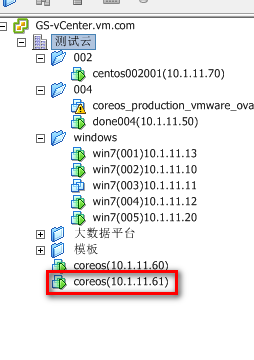 GS-vCenter.vm.com
测试云
002
centos002001(10.1.11.70)
004
coreos_production_vmware_ova
done004(10.1.11.50)
windows
win7(001)10.1.11.13
win7(002)10.1.11.10
win7(003)10.1.11.11
win7(004)10.1.11.12
win7(005)10.1.11.20
大数据平台
模板
coreos(10.1.11.60)
coreos(10.1.11.61)